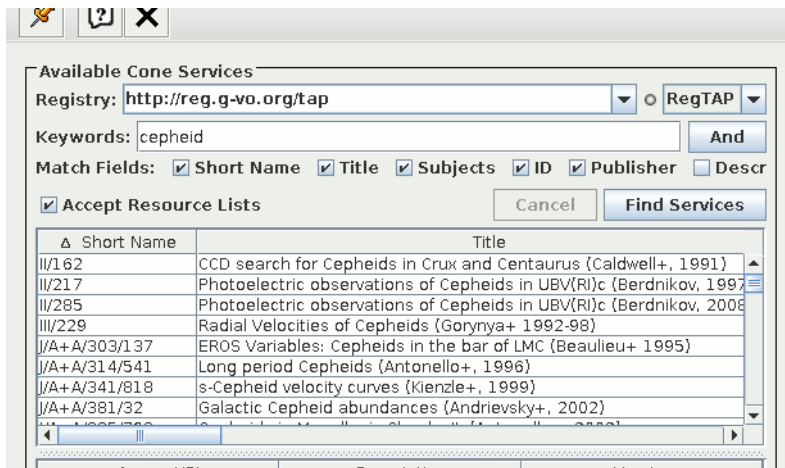 Available Cone Services
Registry: http://reg.g-vo.org/tap RegTAP
Keywords: cepheid And
Match Fields: Short Name Title Subjects ID Publisher Descr
Accept Resource Lists Cancel Find Services
Short Name Title
II/162 CCD search for Cepheids in Crux and Centaurus (Caldwell+, 1991)
II/217 Photoelectric observations of Cepheids in UBV(RI)c (Berdnikov, 1997
II/285 Photoelectric observations of Cepheids in UBV(RI)c (Berdnikov, 2008
III/229 Radial Velocities of Cepheids (Gorynya+ 1992-98)
J/A+A/303/137 EROS Variables: Cepheids in the bar of LMC (Beaulieu+ 1995)
J/A+A/314/541 Long period Cepheids (Antonello+, 1996)
J/A+A/341/818 s-Cepheid velocity curves (Kienzle+, 1999)
J/A+A/381/32 Galactic Cepheid abundances (Andrievsky+, 2002)